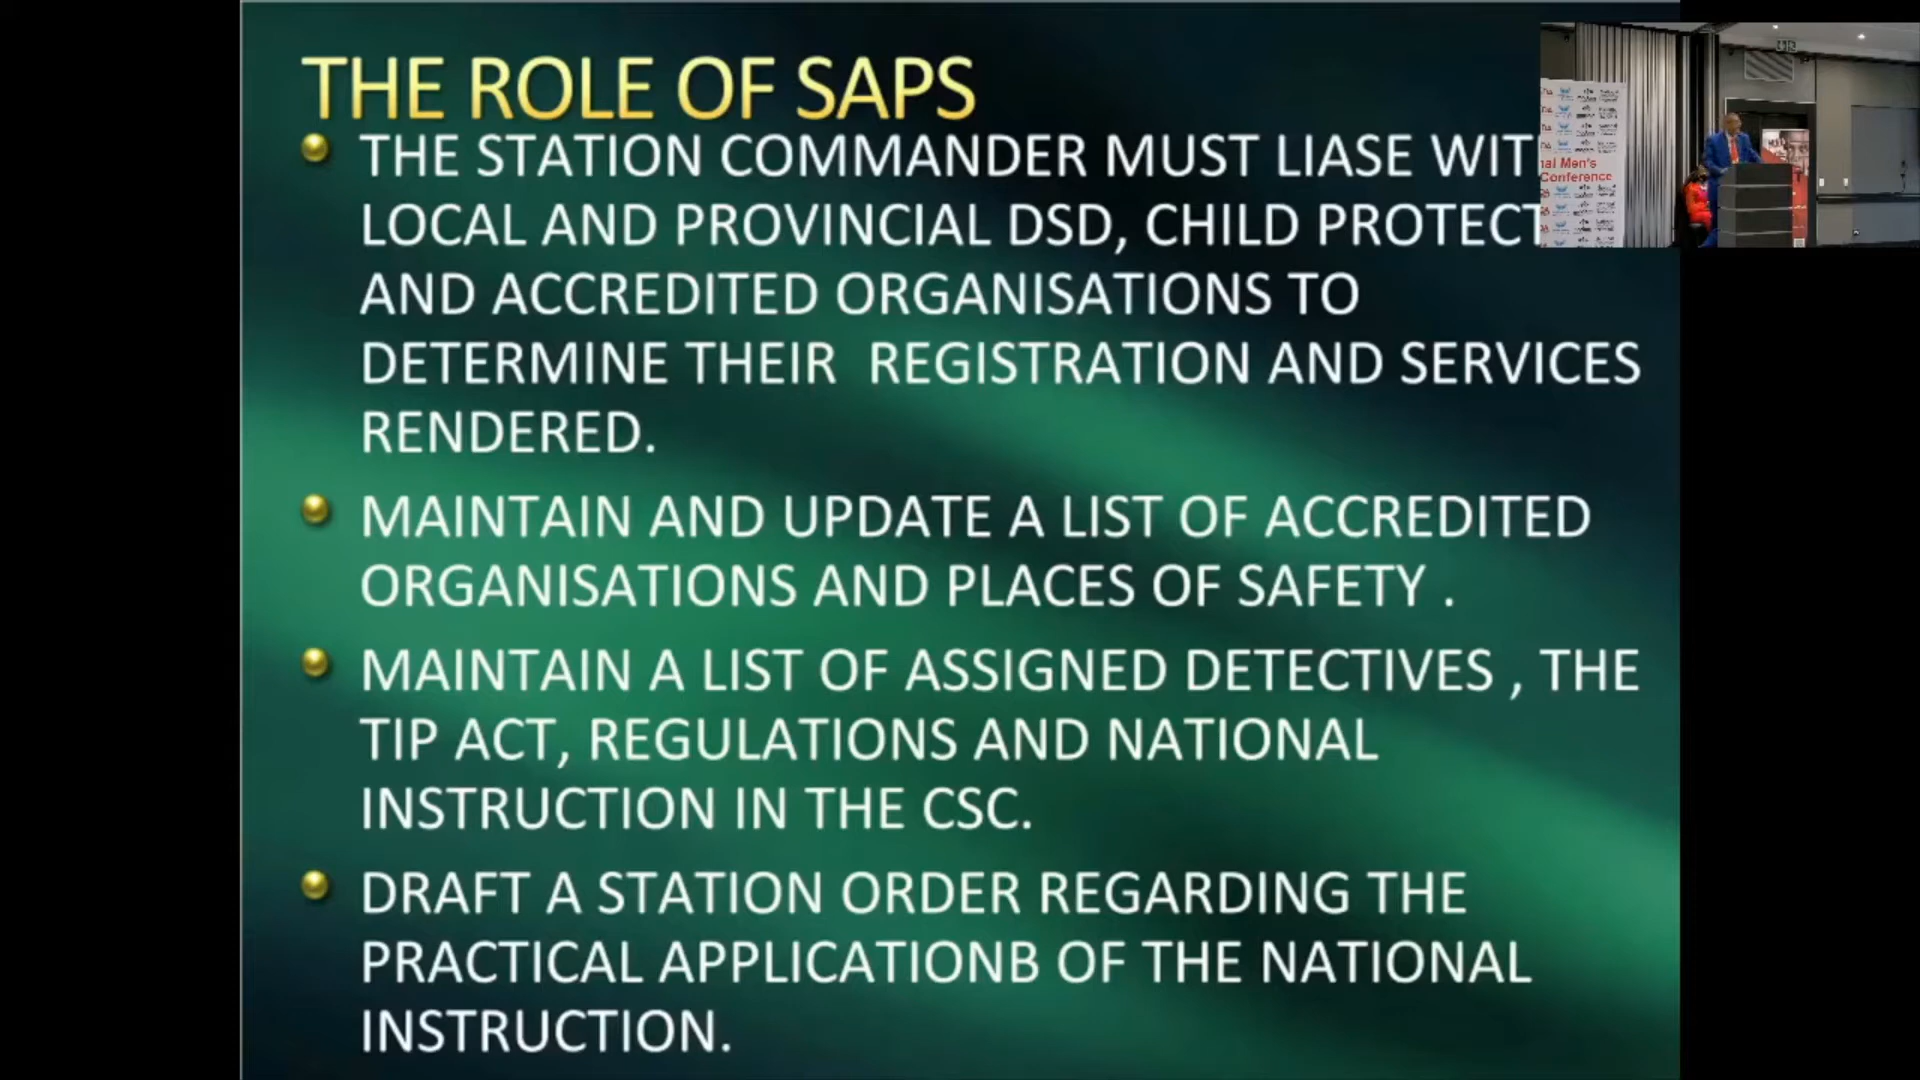 THE ROLE OF SAPS
THE STATION COMMANDER MUST LIASE
LOCAL AND PROVINCIAL DSD, CHILD
AND ACCREDITED ORGANISATIONS TO
DETERMINE THEIR REGISTRATION AND SERVICES
RENDERED.
MAINTAIN AND UPDATE A LIST OF ACCREDITED
ORGANISATIONS AND PLACES OF SAFETY .
MAINTAIN A LIST OF ASSIGNED DETECTIVES , THE
TIP ACT, REGULATIONS AND NATIONAL
INSTRUCTION IN THE CSC.
DRAFT A STATION ORDER REGARDING THE
PRACTICAL APPLICATIONB OF THE NATIONAL
INSTRUCTION.
Men's
Conference